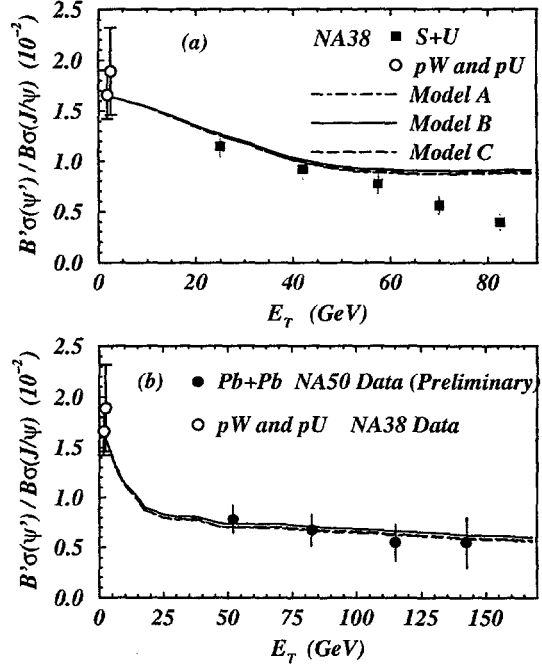 (a) NA38 S+U
pW and pU
Model A
Model B
Model C
B'σ(ψ') / Bσ(J/ψ) (10⁻²)
2.5
2.0
1.5
1.0
0.5
0.0
0 20 40 60 80
E_T (GeV)
(b) Pb+Pb NA50 Data (Preliminary)
pW and pU NA38 Data
B'σ(ψ') / Bσ(J/ψ) (10⁻²)
2.5
2.0
1.5
1.0
0.5
0.0
0 25 50 75 100 125 150
E_T (GeV)